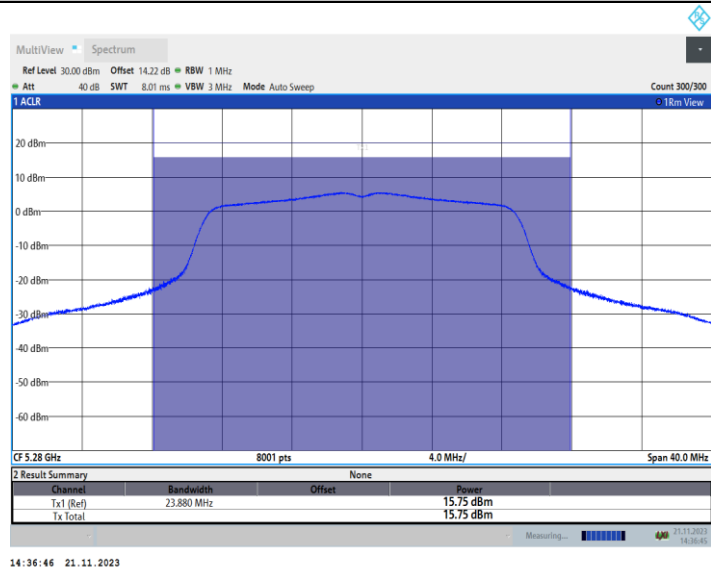 MultiView Spectrum
Ref Level 30.00 dBm Offset 14.22 dB RBW 1 MHz
Att 40 dB SWT 8.01 ms VBW 3 MHz Mode Auto Sweep Count 300/300
1 ACLR 1Rm View
20 dBm
10 dBm
0 dBm
-10 dBm
-20 dBm
-30 dBm
-40 dBm
-50 dBm
-60 dBm
CF 5.28 GHz 8001 pts 4.0 MHz/ Span 40.0 MHz
2 Result Summary None
Channel Bandwidth Offset Power
Tx1 (Ref) 23.880 MHz 15.75 dBm
Tx Total 15.75 dBm
Measuring... 21.11.2023
14:36:45
14:36:46 21.11.2023